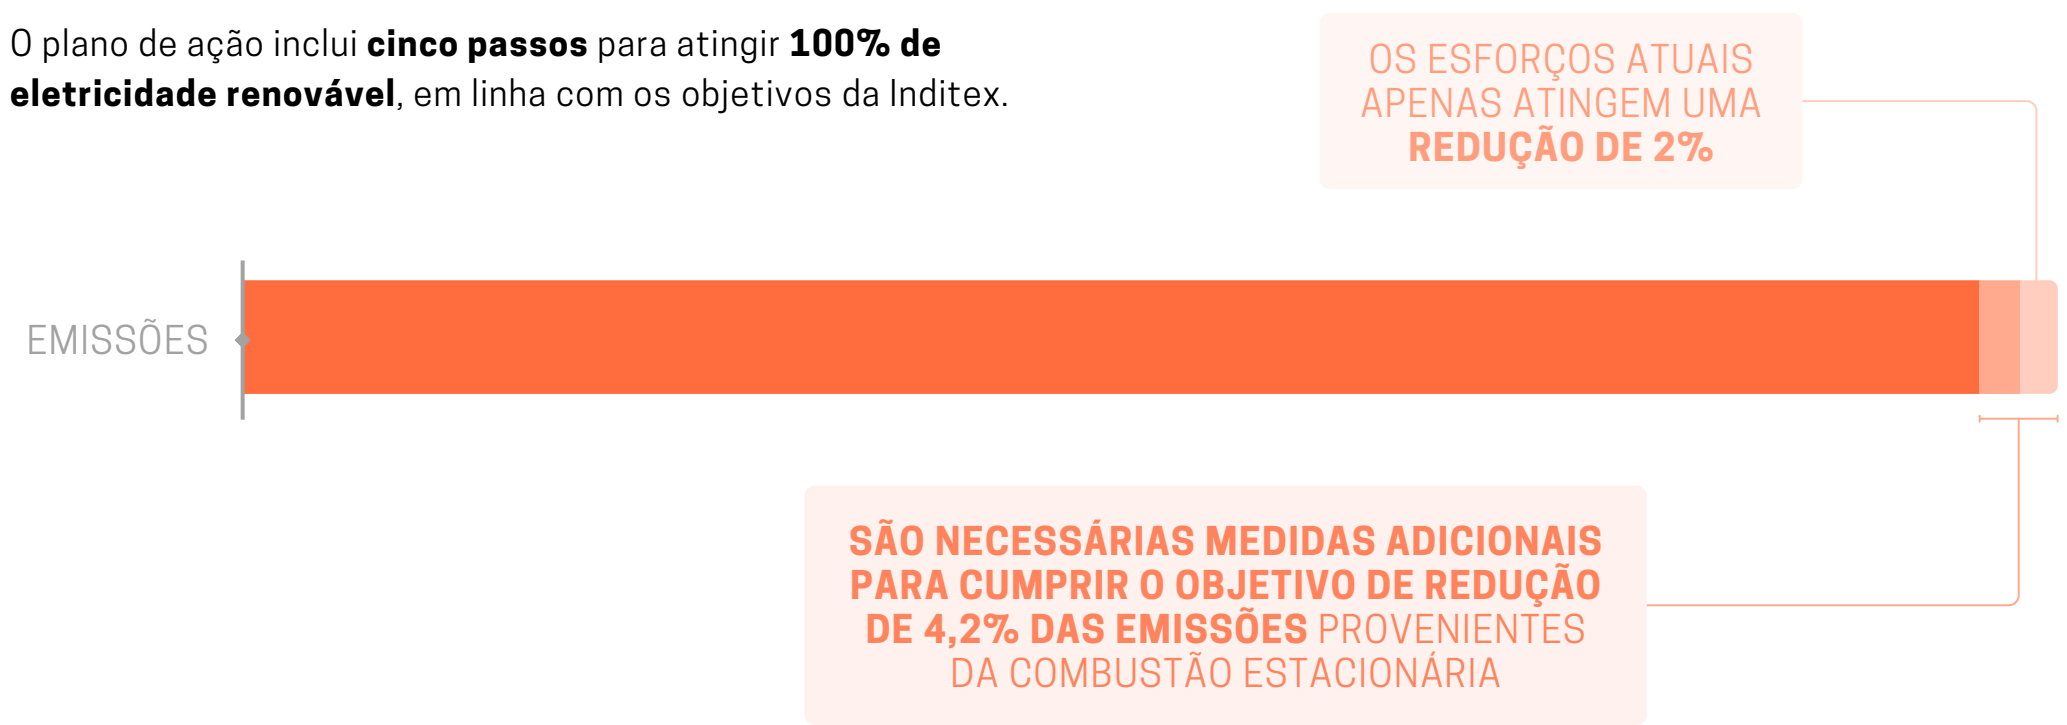 O plano de ação inclui cinco passos para atingir 100% de
eletricidade renovável, em linha com os objetivos da Inditex.
OS ESFORÇOS ATUAIS
APENAS ATINGEM UMA
REDUÇÃO DE 2%
EMISSÕES
SÃO NECESSÁRIAS MEDIDAS ADICIONAIS
PARA CUMPRIR O OBJETIVO DE REDUÇÃO
DE 4,2% DAS EMISSÕES PROVENIENTES
DA COMBUSTÃO ESTACIONÁRIA